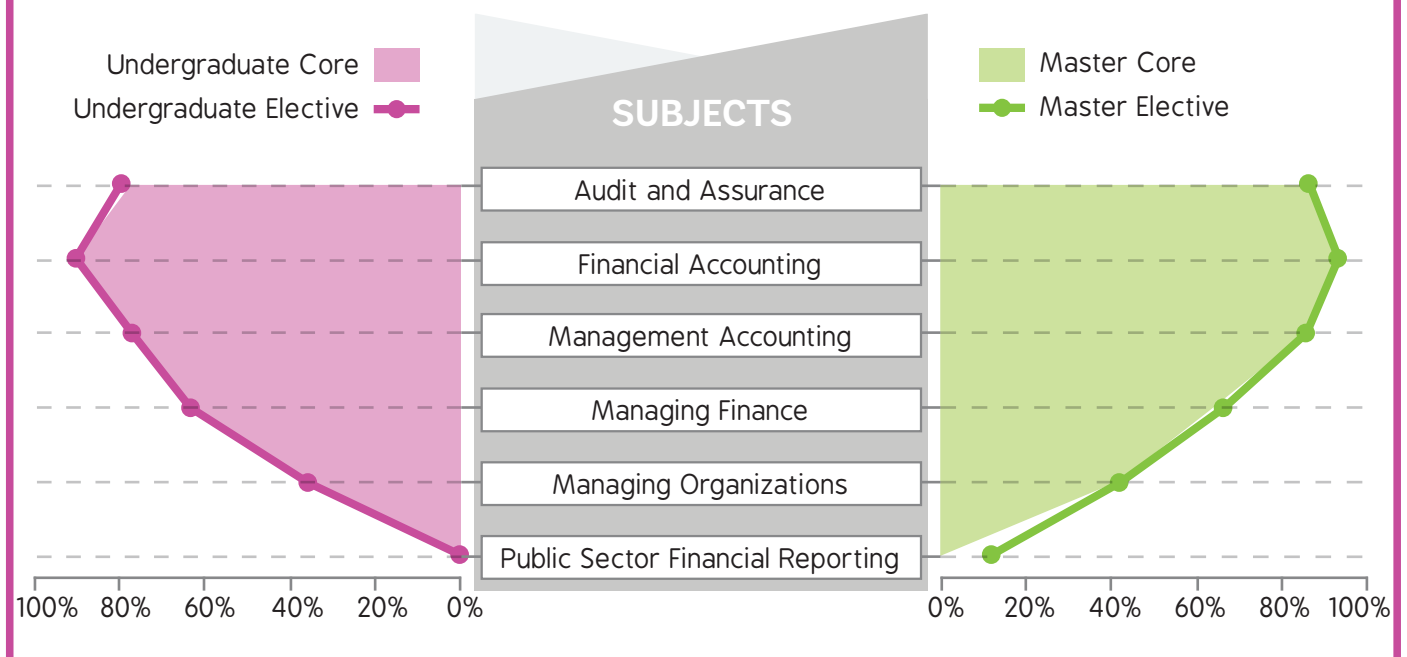 Undergraduate Core
Undergraduate Elective
SUBJECTS
Master Core
Master Elective
Audit and Assurance
Financial Accounting
Management Accounting
Managing Finance
Managing Organizations
Public Sector Financial Reporting
100% 80% 60% 40% 20% 0%
0% 20% 40% 60% 80% 100%